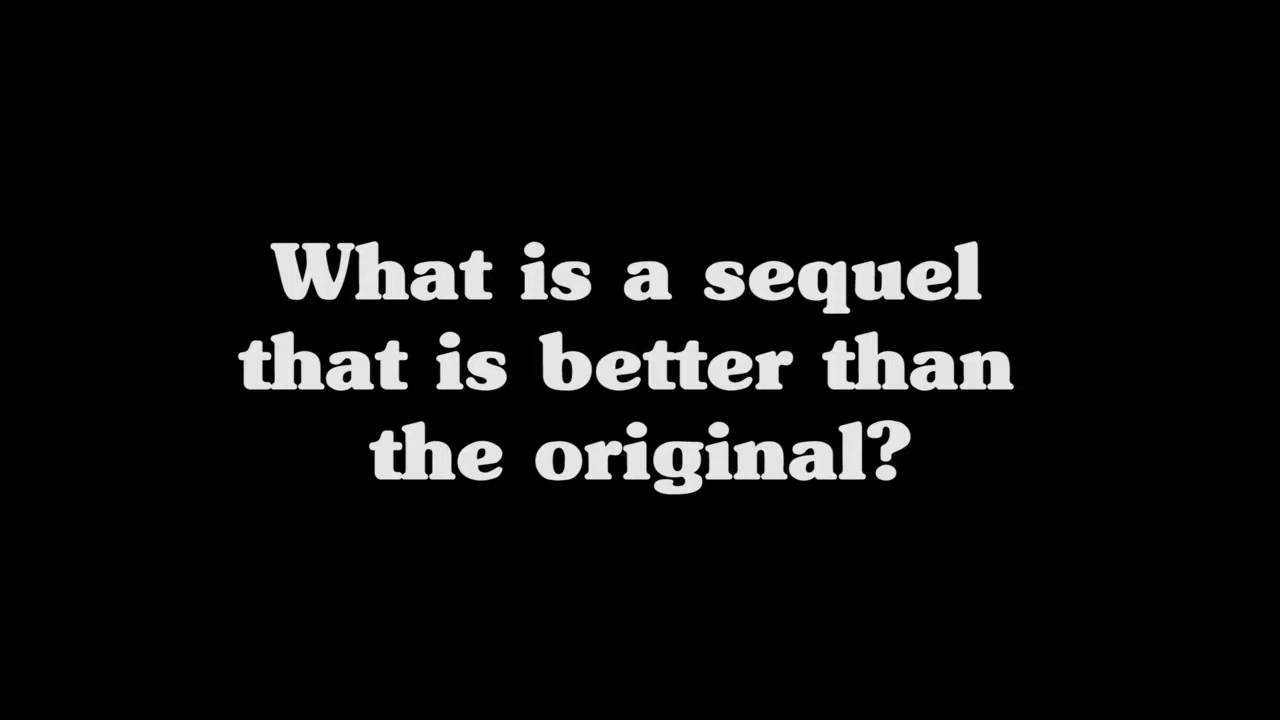 What is a sequel
that is better than
the original?